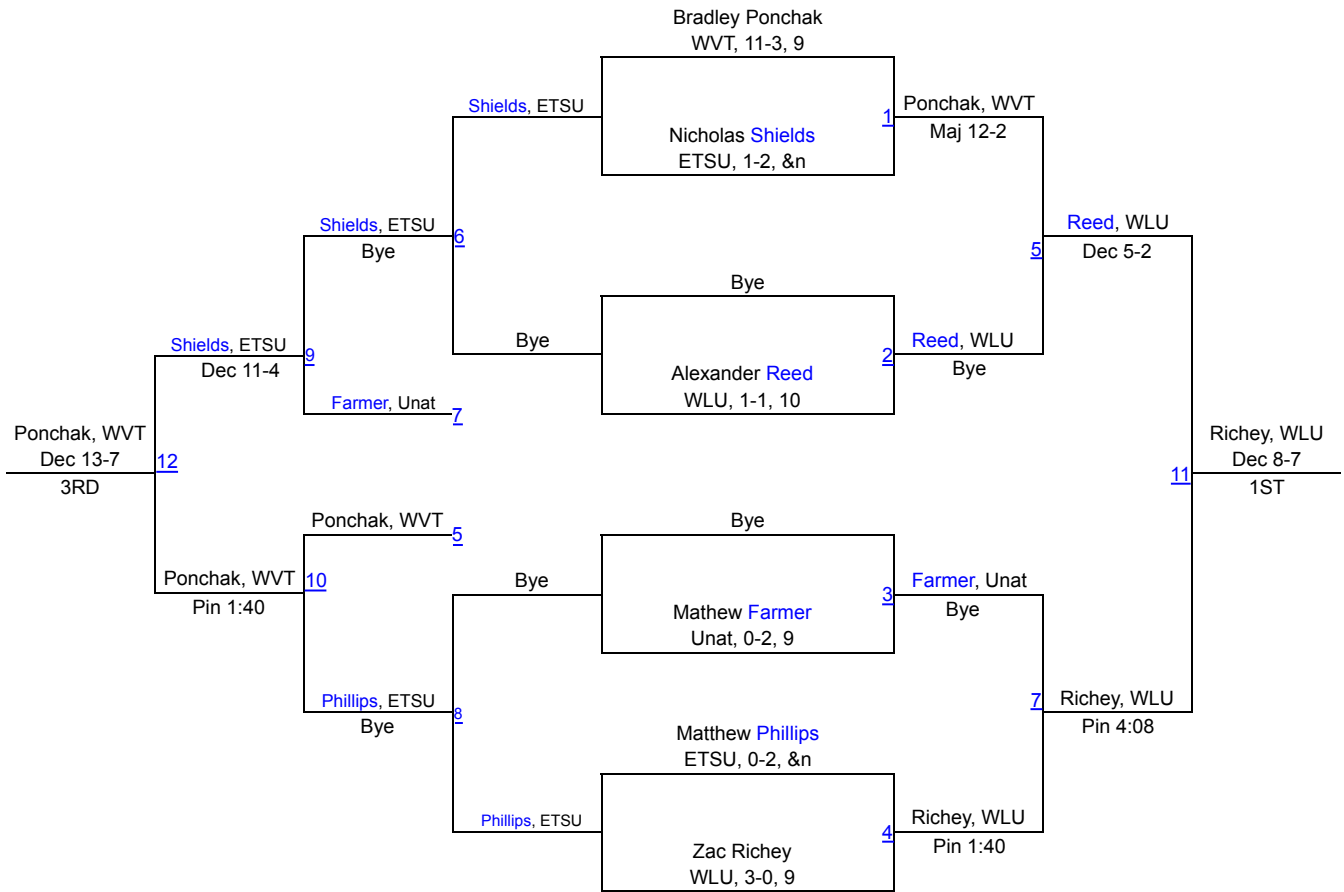 Bradley Ponchak
WVT, 11-3, 9
Shields, ETSU
1
Ponchak, WVT
Maj 12-2
Nicholas Shields
ETSU, 1-2, &n
Shields, ETSU
Bye
6
5
Reed, WLU
Dec 5-2
Bye
Shields, ETSU
Dec 11-4
9
Bye
2
Reed, WLU
Bye
Alexander Reed
WLU, 1-1, 10
Farmer, Unat
7
Ponchak, WVT
Dec 13-7
3RD
12
11
Richey, WLU
Dec 8-7
1ST
Ponchak, WVT
5
Bye
Ponchak, WVT
Pin 1:40
10
Bye
3
Farmer, Unat
Bye
Mathew Farmer
Unat, 0-2, 9
Phillips, ETSU
Bye
8
7
Richey, WLU
Pin 4:08
Matthew Phillips
ETSU, 0-2, &n
Phillips, ETSU
4
Richey, WLU
Pin 1:40
Zac Richey
WLU, 3-0, 9